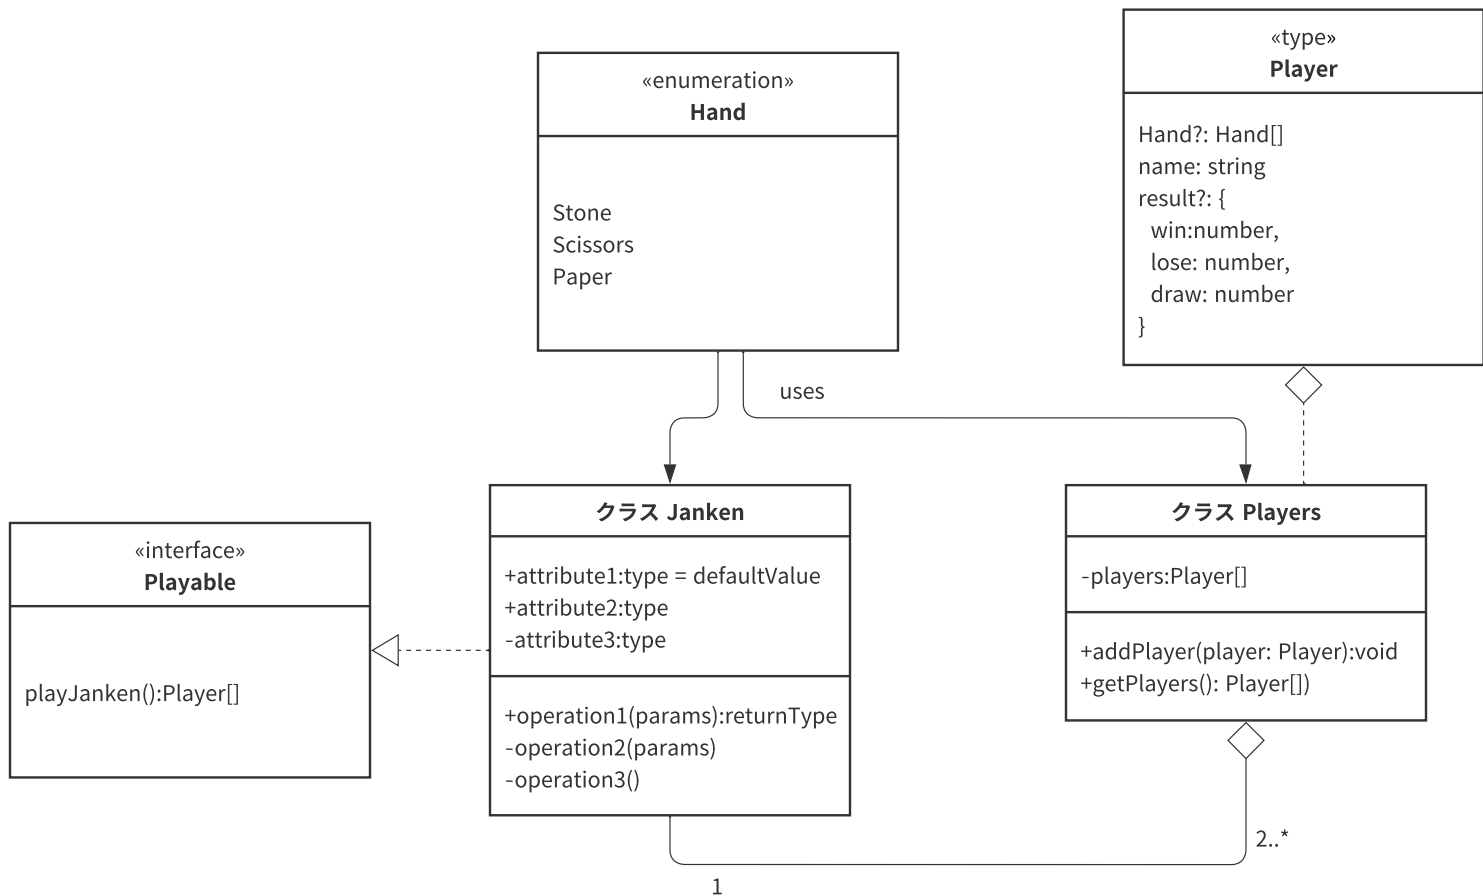 «type»
Player
Hand?: Hand[]
name: string
result?: {
win:number,
lose: number,
draw: number
}
«enumeration»
Hand
Stone
Scissors
Paper
uses
«interface»
Playable
playJanken():Player[]
クラス Janken
+attribute1:type = defaultValue
+attribute2:type
-attribute3:type
+operation1(params):returnType
-operation2(params)
-operation3()
クラス Players
-players:Player[]
+addPlayer(player: Player):void
+getPlayers(): Player[])
2..*
1